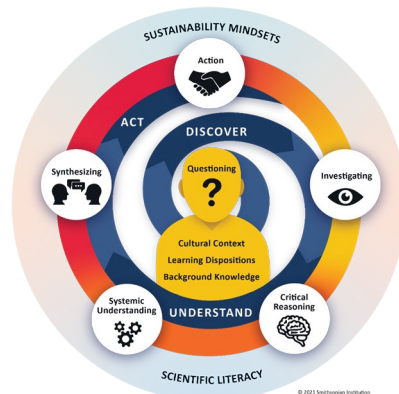 SUSTAINABILITY MINDSETS
Action
ACT
DISCOVER
Questioning
?
Synthesizing
Investigating
Cultural Context
Learning Dispositions
Background Knowledge
Systemic
Understanding
Critical
Reasoning
UNDERSTAND
SCIENTIFIC LITERACY
© 2021 Smithsonian Institution